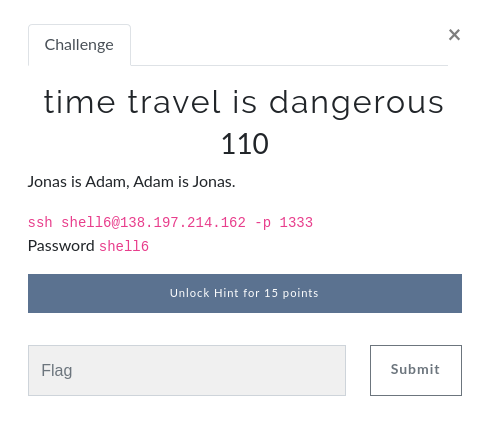 Challenge
×
time travel is dangerous
110
Jonas is Adam, Adam is Jonas.
ssh shell6@138.197.214.162 -p 1333
Password shell6
Unlock Hint for 15 points
Flag
Submit